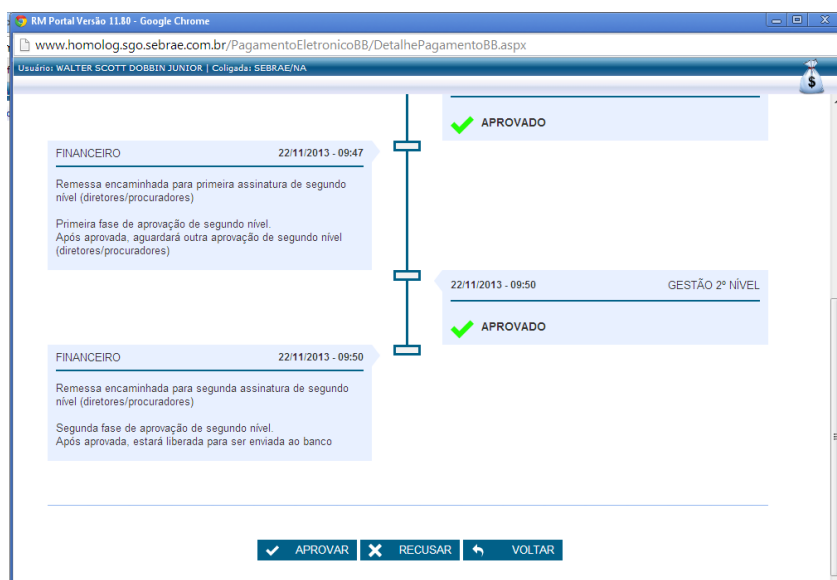 RM Portal Versão 11.80 - Google Chrome
www.homolog.sgo.sebrae.com.br/PagamentoEletronicoBB/DetalhePagamentoBB.aspx
Usuário: WALTER SCOTT DOBBIN JUNIOR | Coligada: SEBRAE/NA
$
APROVADO
FINANCEIRO 22/11/2013 - 09:47
Remessa encaminhada para primeira assinatura de segundo
nível (diretores/procuradores)
Primeira fase de aprovação de segundo nível.
Após aprovada, aguardará outra aprovação de segundo nível
(diretores/procuradores)
22/11/2013 - 09:50 GESTÃO 2º NÍVEL
APROVADO
FINANCEIRO 22/11/2013 - 09:50
Remessa encaminhada para segunda assinatura de segundo
nível (diretores/procuradores)
Segunda fase de aprovação de segundo nível.
Após aprovada, estará liberada para ser enviada ao banco
APROVAR RECUSAR VOLTAR